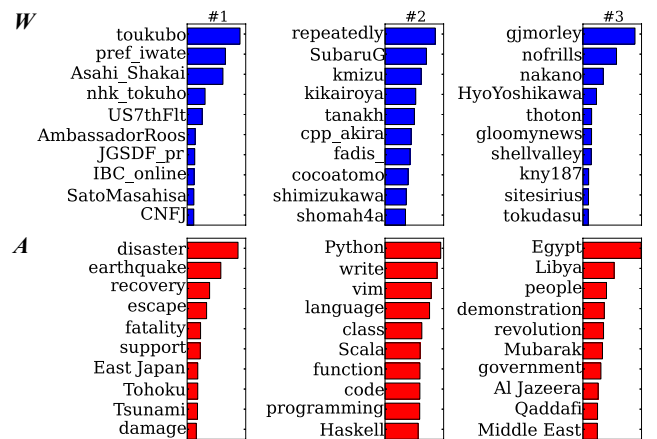 W
#1
toukubo
pref_iwate
Asahi_Shakai
nhk_tokuho
US7thFlt
AmbassadorRoos
JGSDF_pr
IBC_online
SatoMasahisa
CNFJ
#2
repeatedly
SubaruG
kmizu
kikairoya
tanakh
cpp_akira
fadis_
cocoatomo
shimizukawa
shomah4a
#3
gjmorley
nofrills
nakano
HyoYoshikawa
thoton
gloomynews
shellvalley
kny187
sitesirius
tokudasu
A
disaster
earthquake
recovery
escape
fatality
support
East Japan
Tohoku
Tsunami
damage
Python
write
vim
language
class
Scala
function
code
programming
Haskell
Egypt
Libya
people
demonstration
revolution
Mubarak
government
Al Jazeera
Qaddafi
Middle East